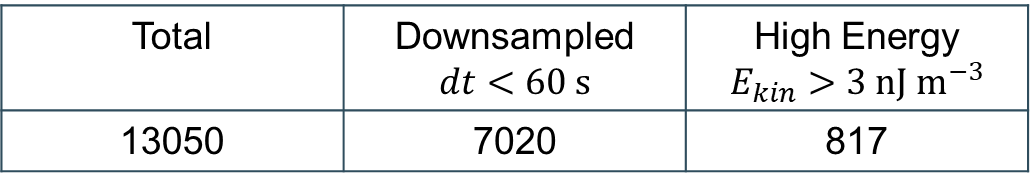 Total
Downsampled
dt < 60 s
High Energy
E_kin > 3 nJ m⁻³
13050
7020
817